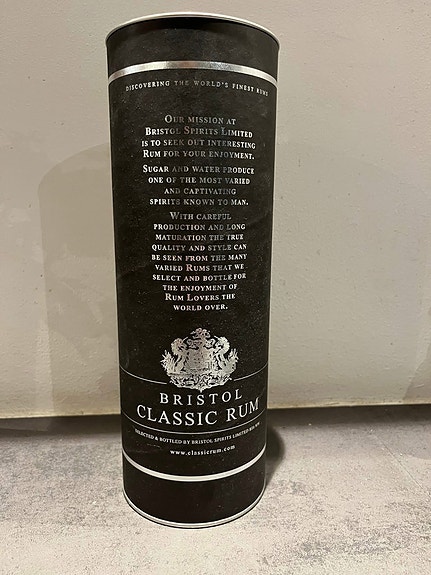 DISCOVERING THE WORLD'S FINEST RUMS
OUR MISSION AT
BRISTOL SPIRITS LIMITED
IS TO SEEK OUT INTERESTING
RUM FOR YOUR ENJOYMENT.
SUGAR AND WATER PRODUCE
ONE OF THE MOST VARIED
AND CAPTIVATING
SPIRITS KNOWN TO MAN.
WITH CAREFUL
PRODUCTION AND LONG
MATURATION THE TRUE
QUALITY AND STYLE CAN
BE SEEN FROM THE MANY
VARIED RUMS THAT WE
SELECT AND BOTTLE FOR
THE ENJOYMENT OF
RUM LOVERS THE
WORLD OVER.
BRISTOL
CLASSIC RUM
SELECTED & BOTTLED BY BRISTOL SPIRITS LIMITED
www.classicrum.com